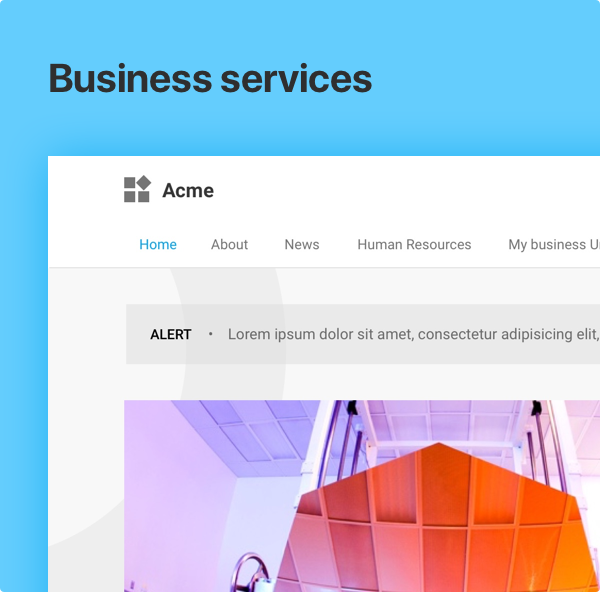 Business services
Acme
Home About News Human Resources My business U
ALERT • Lorem ipsum dolor sit amet, consectetur adipisicing elit,